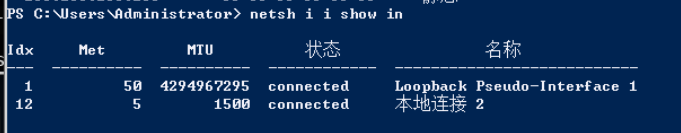 PS C:\Users\Administrator> netsh i i show in
Idx Met MTU 状态 名称
--- ---------- ---------- ------------ ---------------------------
1 50 4294967295 connected Loopback Pseudo-Interface 1
12 5 1500 connected 本地连接 2